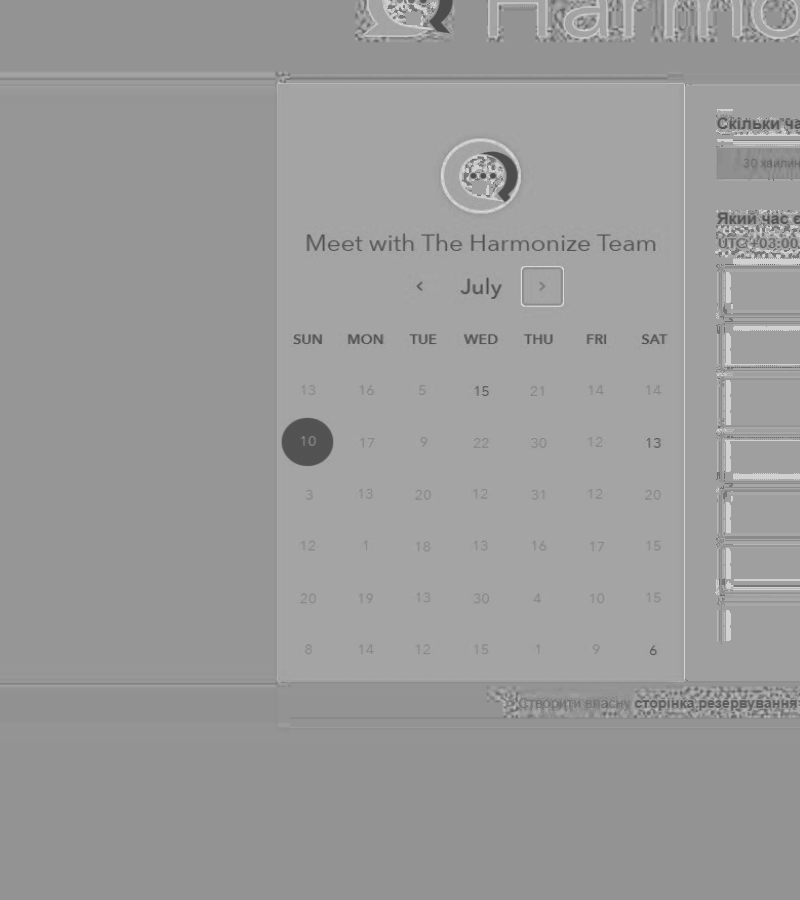 Harmo
Meet with The Harmonize Team
July
SUN MON TUE WED THU FRI SAT
13 16 5 15 21 14 14
10 17 9 22 30 12 13
3 13 20 12 31 12 20
12 1 18 13 16 17 15
20 19 13 30 4 10 15
8 14 12 15 1 9 6
Скільки ча
30 хвилин
Який час є
UTC +03:00
Створити власну сторінка резервування